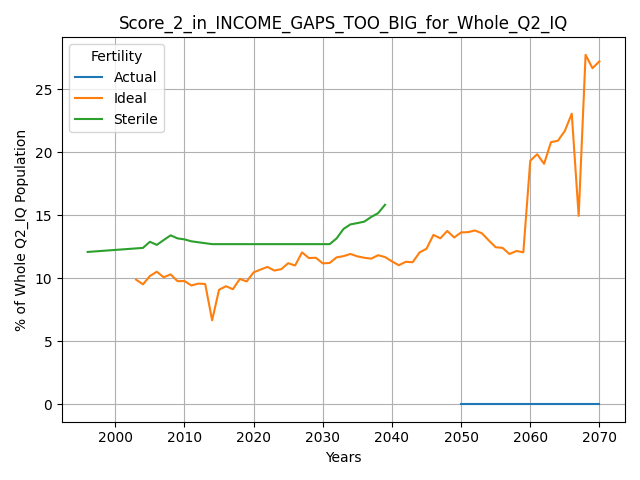 Score_2_in_INCOME_GAPS_TOO_BIG_for_Whole_Q2_IQ
Fertility
Actual
Ideal
Sterile
% of Whole Q2_IQ Population
25
20
15
10
5
0
2000 2010 2020 2030 2040 2050 2060 2070
Years